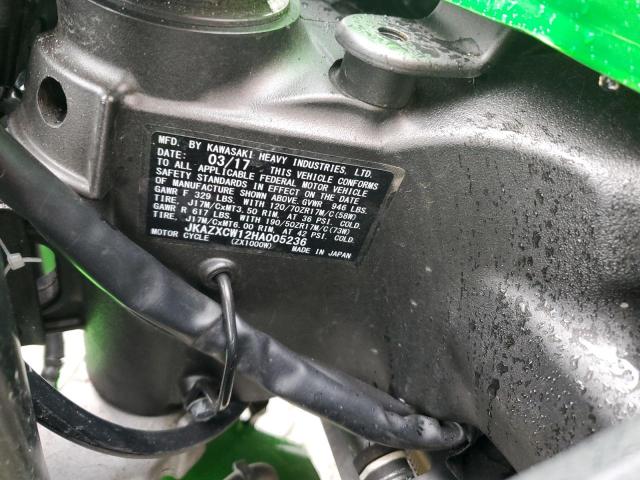 MFD. BY KAWASAKI HEAVY INDUSTRIES, LTD.
DATE: 03/17 THIS VEHICLE CONFORMS
TO ALL APPLICABLE FEDERAL MOTOR VEHICLE
SAFETY STANDARDS IN EFFECT ON THE DATE
OF MANUFACTURE SHOWN ABOVE. GVWR 946 LBS.
GAWR F 329 LBS. WITH 120/70ZR17M/C(58W)
TIRE, J17M/CxMT3.50 RIM, AT 36 PSI. COLD.
GAWR R 617 LBS. WITH 190/50ZR17M/C(73W)
TIRE, J17M/CxMT6.00 RIM, AT 42 PSI. COLD.
JKAZXCW12HA005236
MOTOR CYCLE (ZX1000W) MADE IN JAPAN